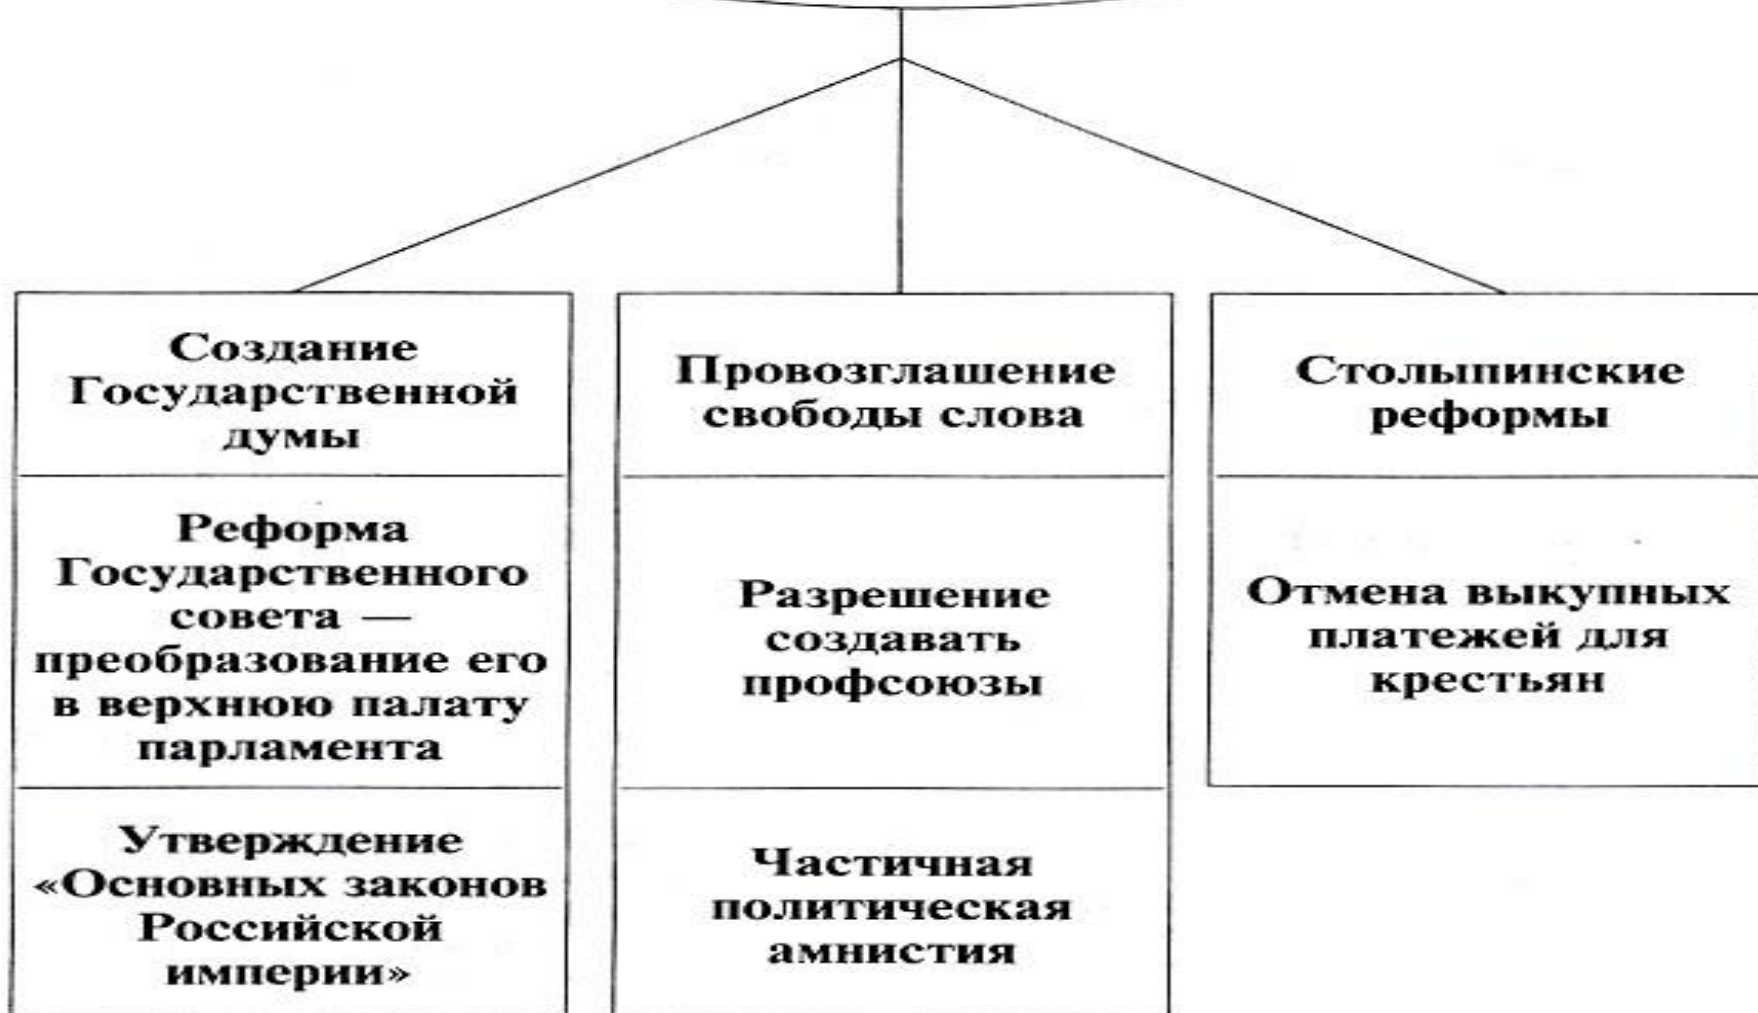 Создание
Государственной
думы
Реформа
Государственного
совета —
преобразование его
в верхнюю палату
парламента
Утверждение
«Основных законов
Российской
империи»
Провозглашение
свободы слова
Разрешение
создавать
профсоюзы
Частичная
политическая
амнистия
Столыпинские
реформы
Отмена выкупных
платежей для
крестьян